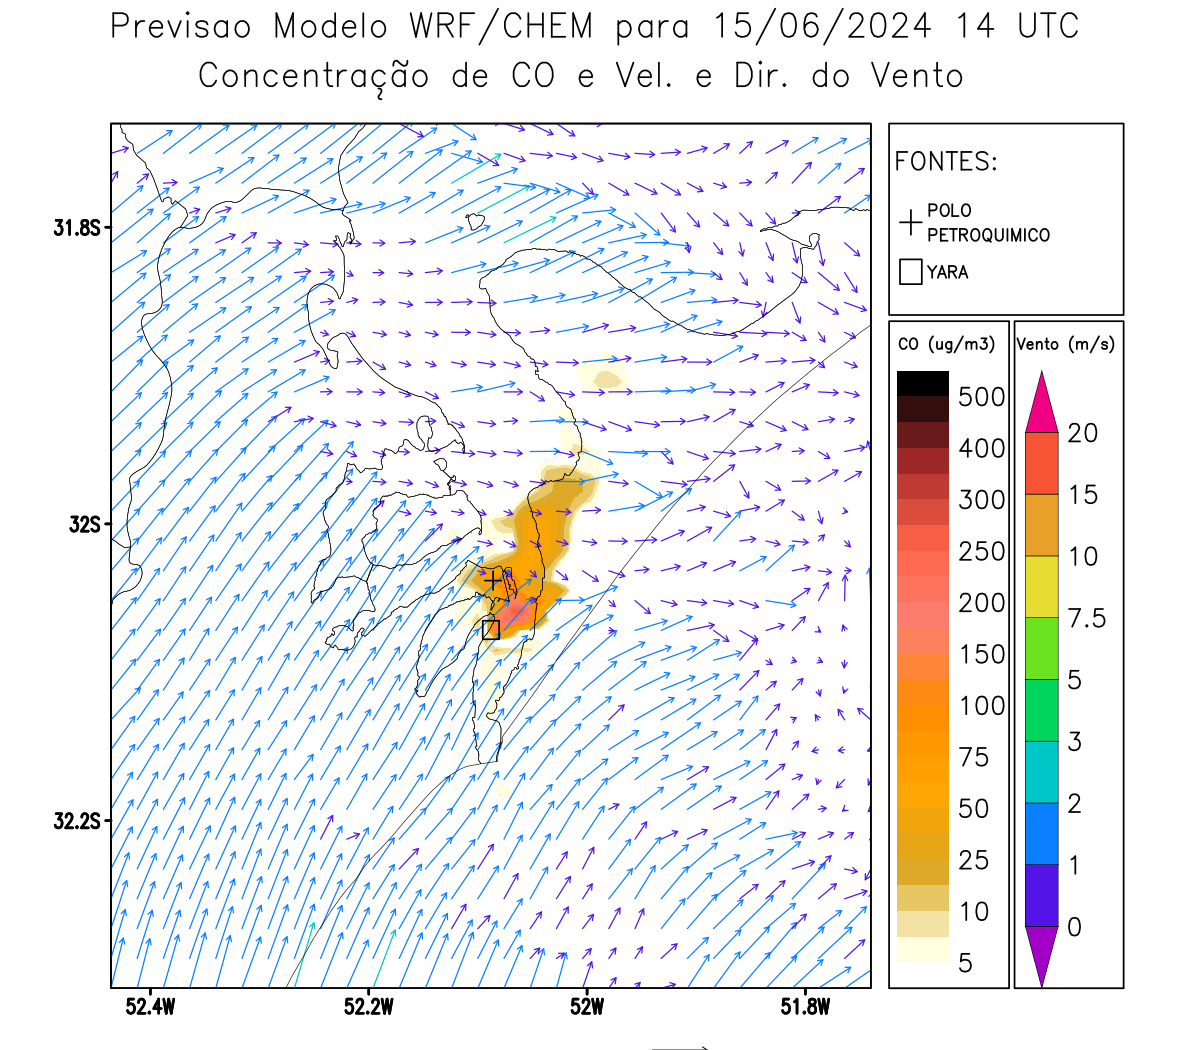 Previsao Modelo WRF/CHEM para 15/06/2024 14 UTC
Concentração de CO e Vel. e Dir. do Vento
FONTES:
POLO
PETROQUIMICO
YARA
31.8S
32S
32.2S
52.4W
52.2W
52W
51.8W
CO (ug/m3)
500
400
300
250
200
150
100
75
50
25
10
5
Vento (m/s)
20
15
10
7.5
5
3
2
1
0